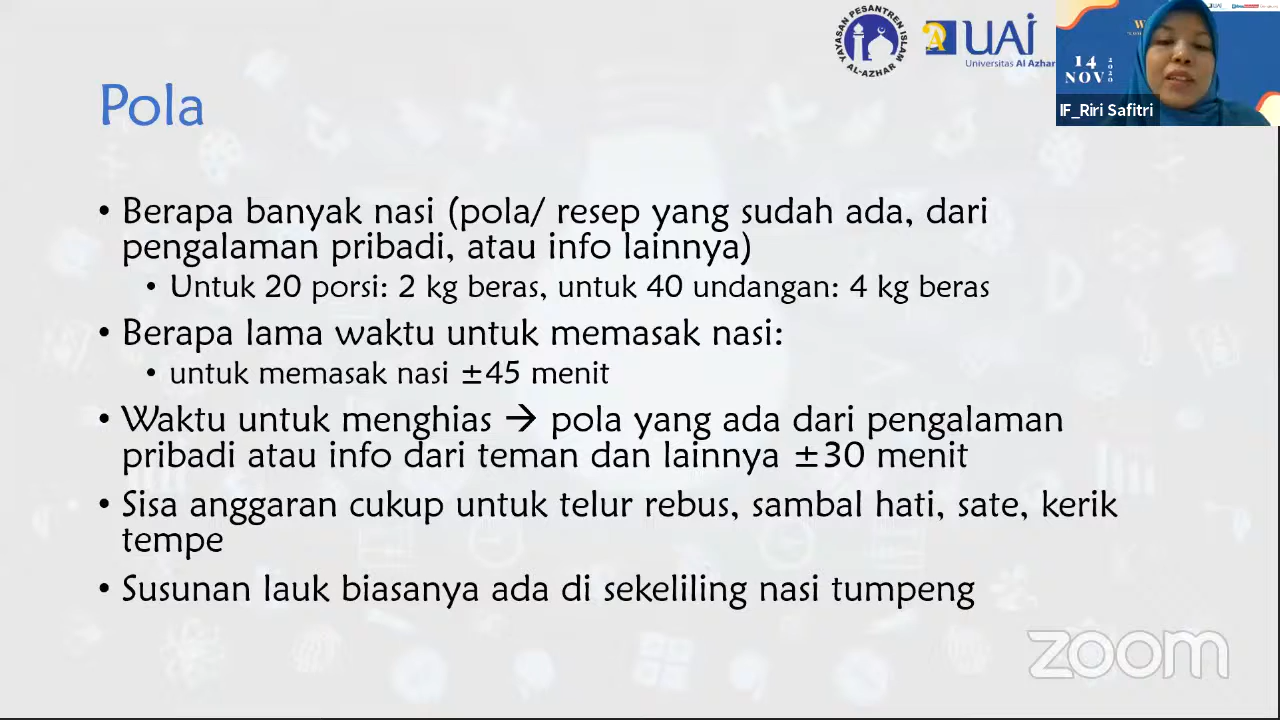 YAYASAN PESANTREN ISLAM
AL-AZHAR
UAI
Universitas Al Azhar
14
NOV
2020
IF_Riri Safitri
Pola
• Berapa banyak nasi (pola/ resep yang sudah ada, dari
pengalaman pribadi, atau info lainnya)
• Untuk 20 porsi: 2 kg beras, untuk 40 undangan: 4 kg beras
• Berapa lama waktu untuk memasak nasi:
• untuk memasak nasi ±45 menit
• Waktu untuk menghias → pola yang ada dari pengalaman
pribadi atau info dari teman dan lainnya ±30 menit
• Sisa anggaran cukup untuk telur rebus, sambal hati, sate, kerik
tempe
• Susunan lauk biasanya ada di sekeliling nasi tumpeng
zoom